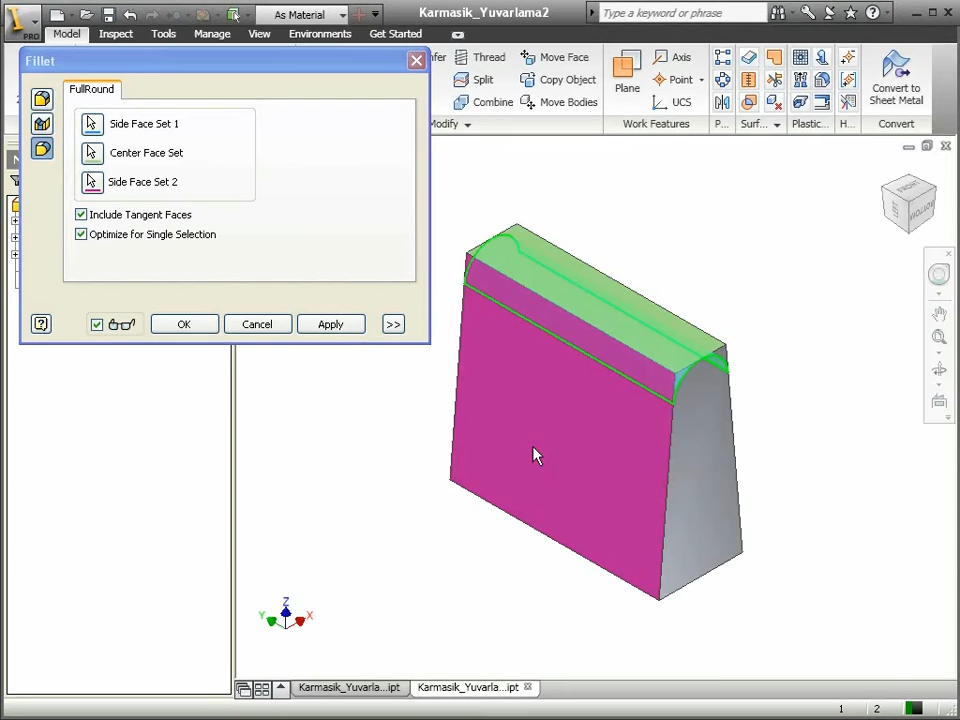 As Material
Karmasik_Yuvarlama2
Type a keyword or phrase
PRO
Model Inspect Tools Manage View Environments Get Started
Fillet
Thread
Move Face
Split
Copy Object
Combine
Move Bodies
Modify
Plane
Axis
Point
UCS
Work Features
P...
Surf...
Plastic...
H...
Convert to
Sheet Metal
Convert
FullRound
Side Face Set 1
Center Face Set
Side Face Set 2
Include Tangent Faces
Optimize for Single Selection
OK
Cancel
Apply
>>
FRONT
Z
Y
X
Karmasik_Yuvarla...ipt
Karmasik_Yuvarla...ipt
1 2